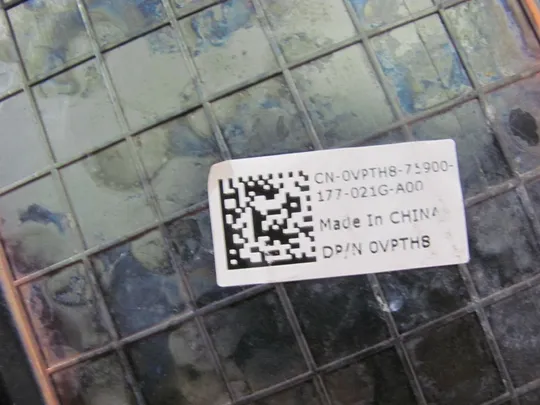 CN-0VPTH8-75900-
177-021G-A00
Made In CHINA
DP/N 0VPTH8